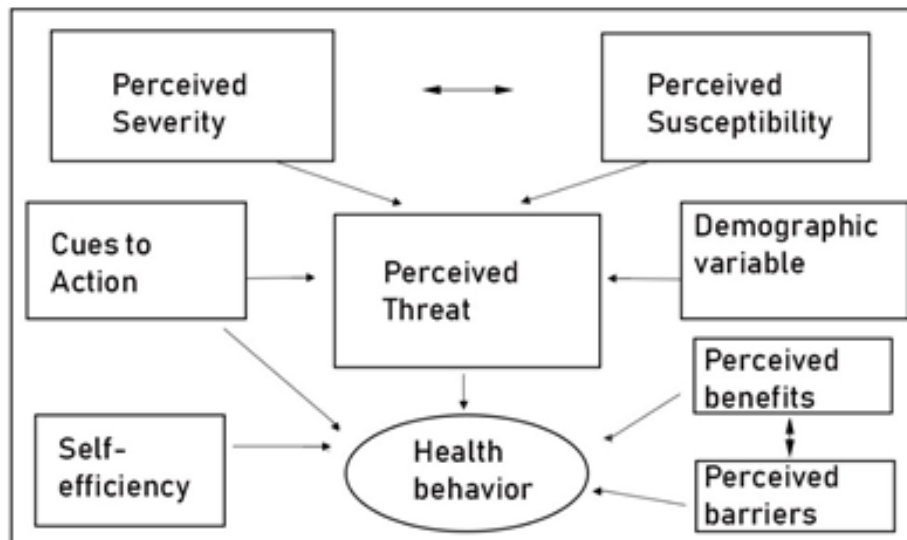 Perceived
Severity
Perceived
Susceptibility
Cues to
Action
Perceived
Threat
Demographic
variable
Perceived
benefits
Self-
efficiency
Health
behavior
Perceived
barriers